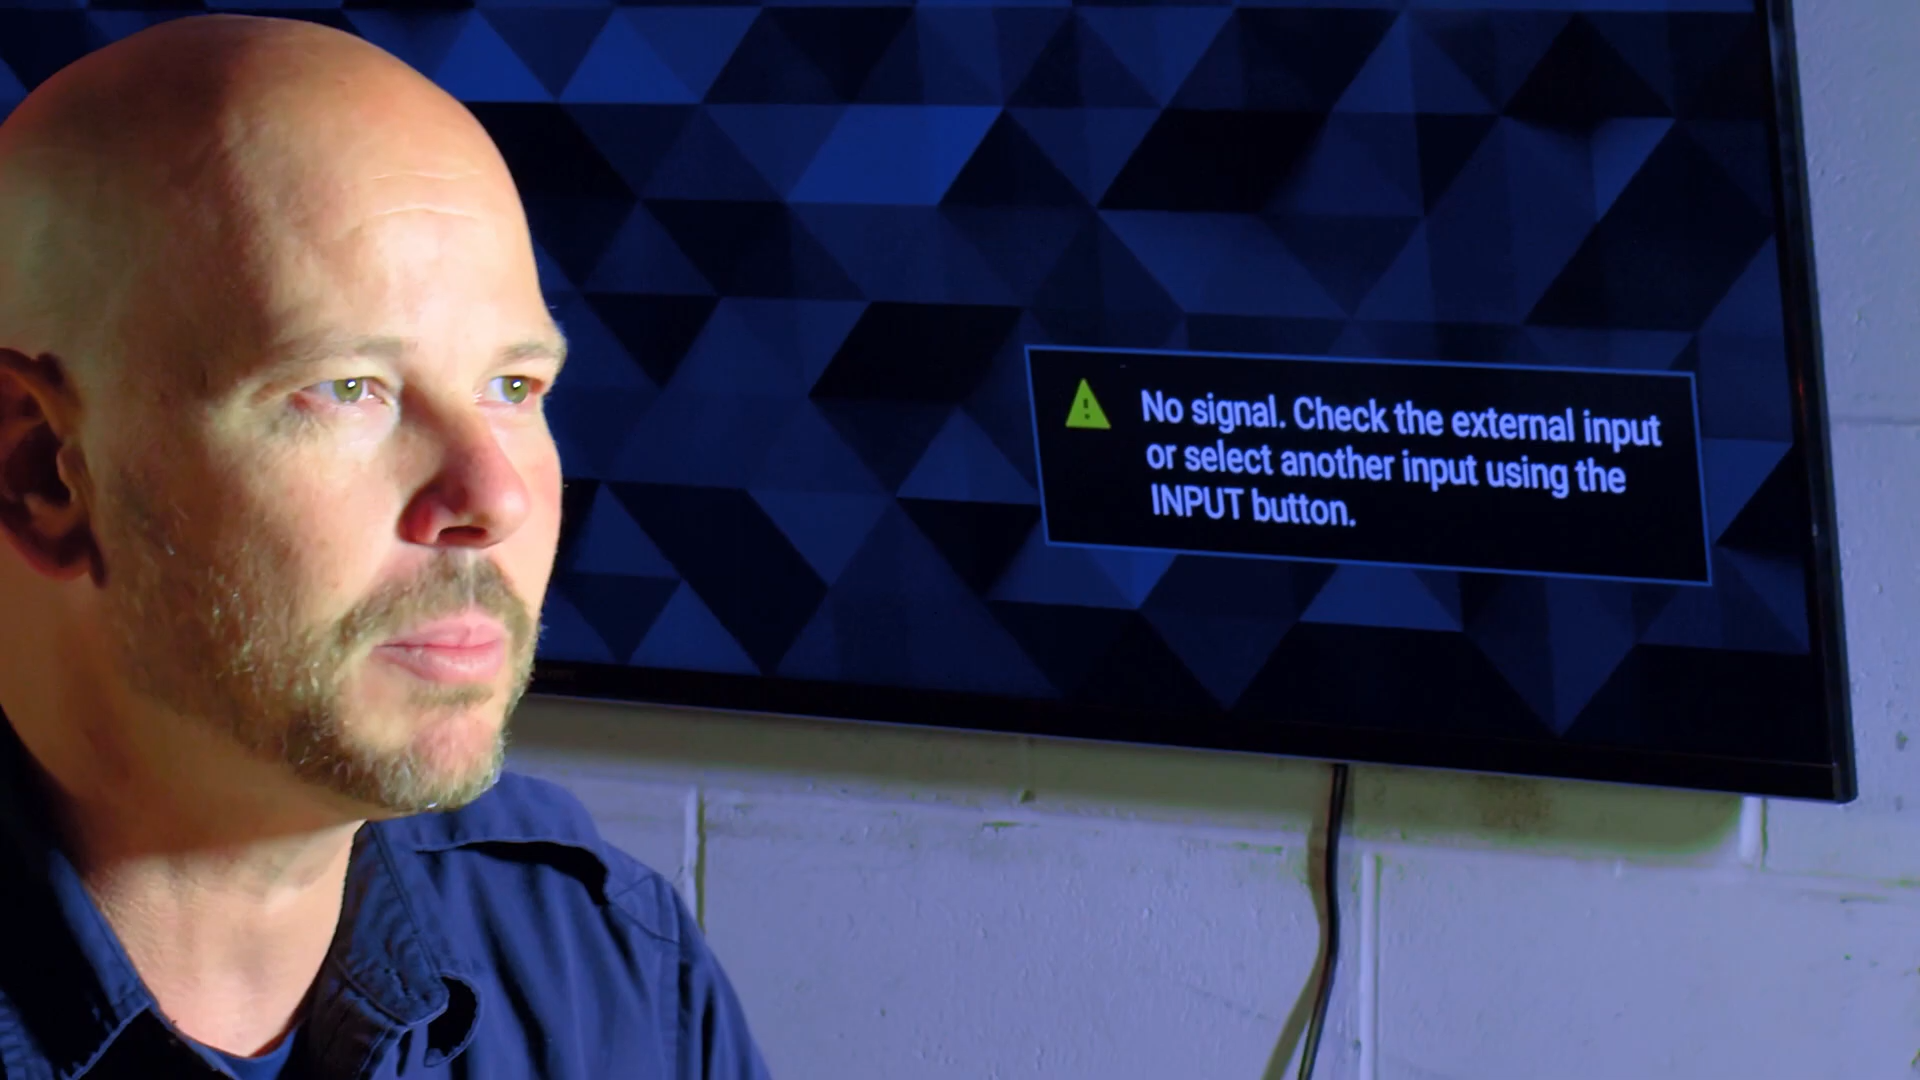 No signal. Check the external input
or select another input using the
INPUT button.